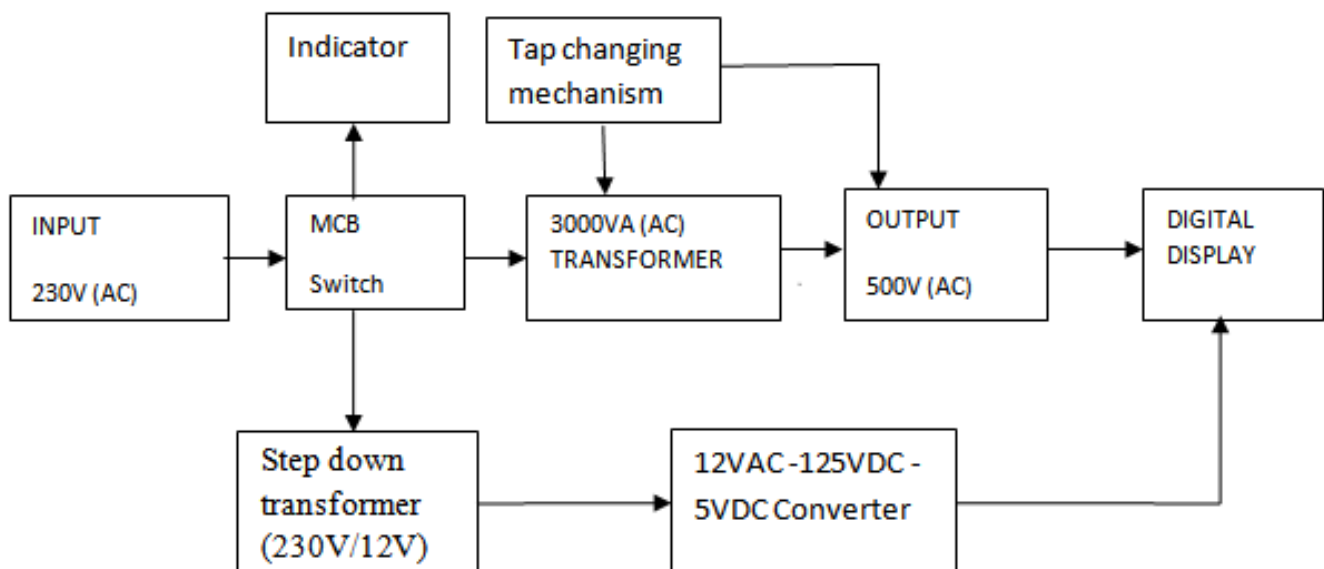 Indicator
Tap changing
mechanism
INPUT
230V (AC)
MCB
Switch
3000VA (AC)
TRANSFORMER
OUTPUT
500V (AC)
DIGITAL
DISPLAY
Step down
transformer
(230V/12V)
12VAC -125VDC -
5VDC Converter